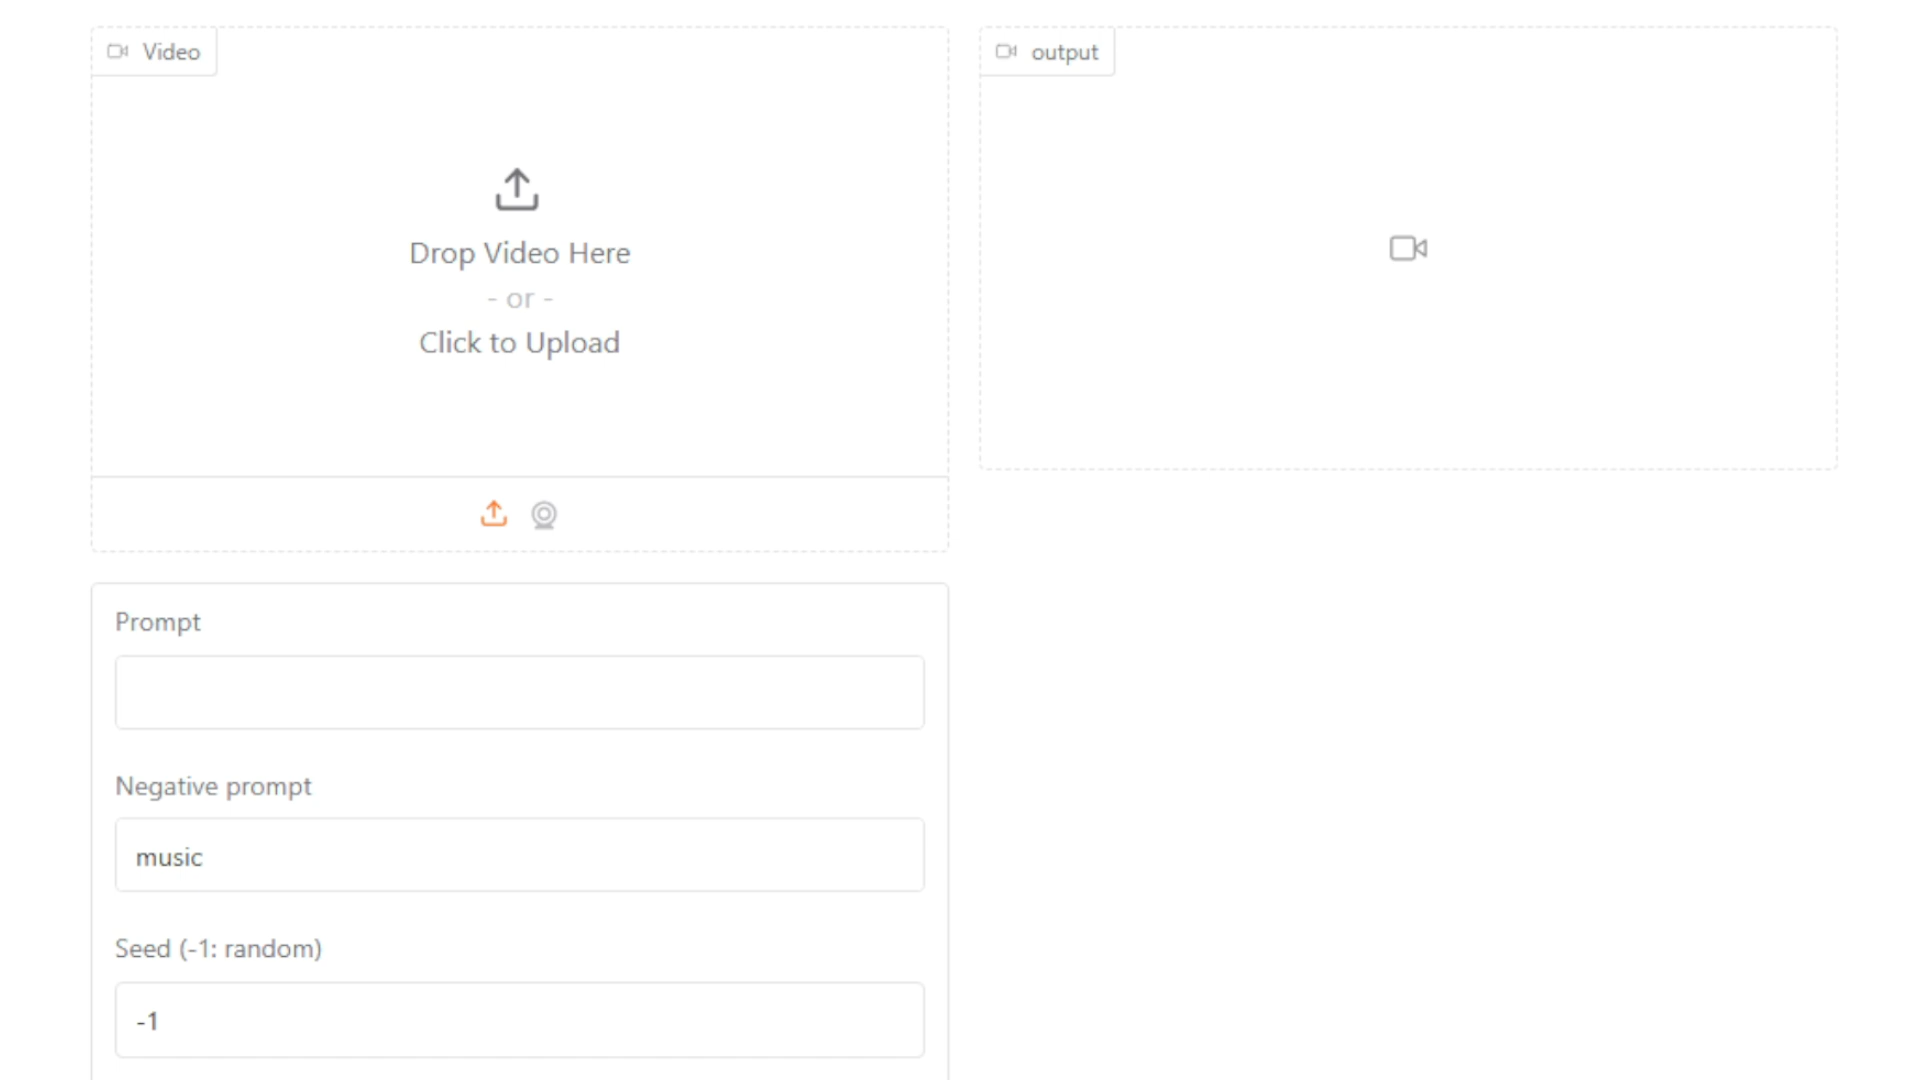 Video
Drop Video Here
- or -
Click to Upload
output
Prompt
Negative prompt
music
Seed (-1: random)
-1